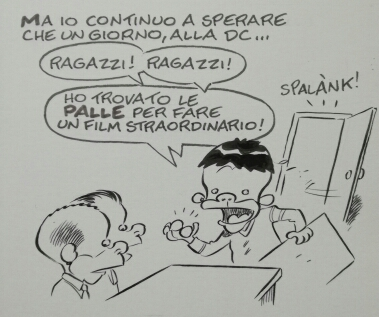 MA IO CONTINUO A SPERARE
CHE UN GIORNO, ALLA DC...
RAGAZZI! RAGAZZI!
HO TROVATO LE
PALLE PER FARE
UN FILM STRAORDINARIO!
SPALÀNK!